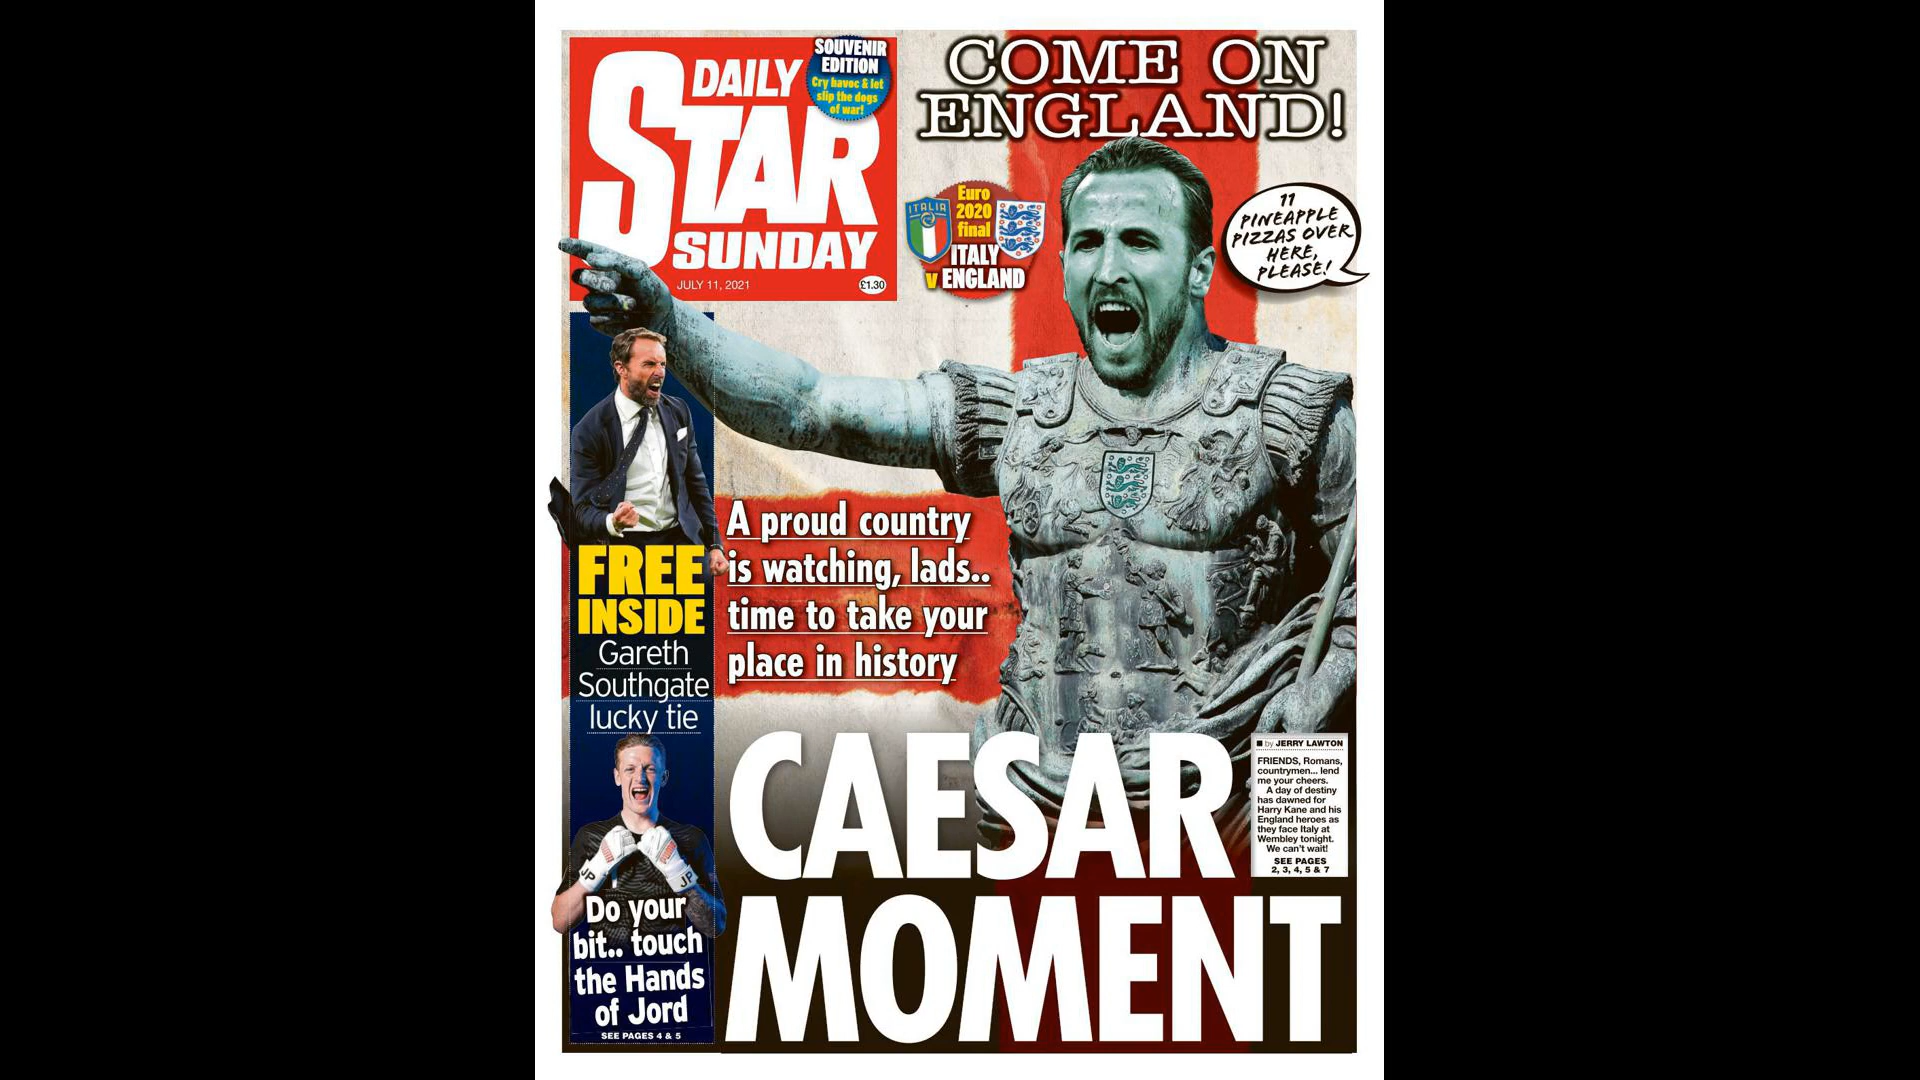 DAILY
STAR
SUNDAY
JULY 11, 2021
£1.30
SOUVENIR
EDITION
Cry havoc & let
slip the dogs
of war!
COME ON
ENGLAND!
ITALIA
Euro
2020
final
ITALY
v ENGLAND
11
PINEAPPLE
PIZZAS OVER
HERE,
PLEASE!
FREE
INSIDE
Gareth
Southgate
lucky tie
A proud country
is watching, lads..
time to take your
place in history
JP
JP
Do your
bit.. touch
the Hands
of Jord
SEE PAGES 4 & 5
CAESAR
MOMENT
by JERRY LAWTON
FRIENDS, Romans,
countrymen... lend
me your cheers.
A day of destiny
has dawned for
Harry Kane and his
England heroes as
they face Italy at
Wembley tonight.
We can't wait!
SEE PAGES
2, 3, 4, 5 & 7